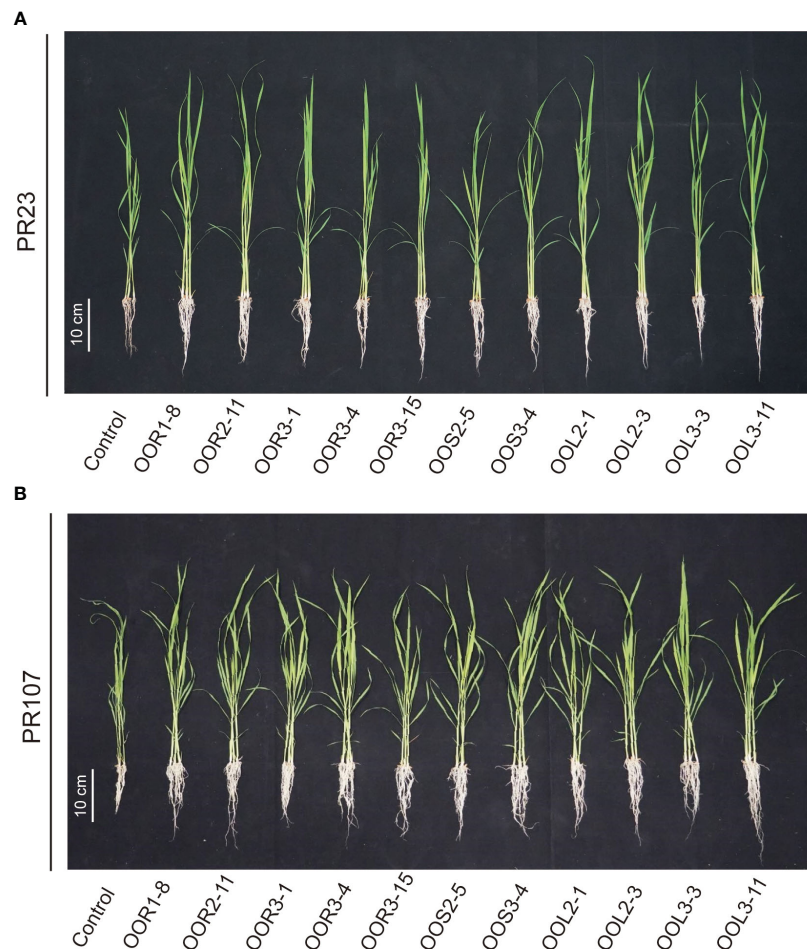 A
PR23
10 cm
Control
OOR1-8
OOR2-11
OOR3-1
OOR3-4
OOR3-15
OOS2-5
OOS3-4
OOL2-1
OOL2-3
OOL3-3
OOL3-11
B
PR107
10 cm
Control
OOR1-8
OOR2-11
OOR3-1
OOR3-4
OOR3-15
OOS2-5
OOS3-4
OOL2-1
OOL2-3
OOL3-3
OOL3-11